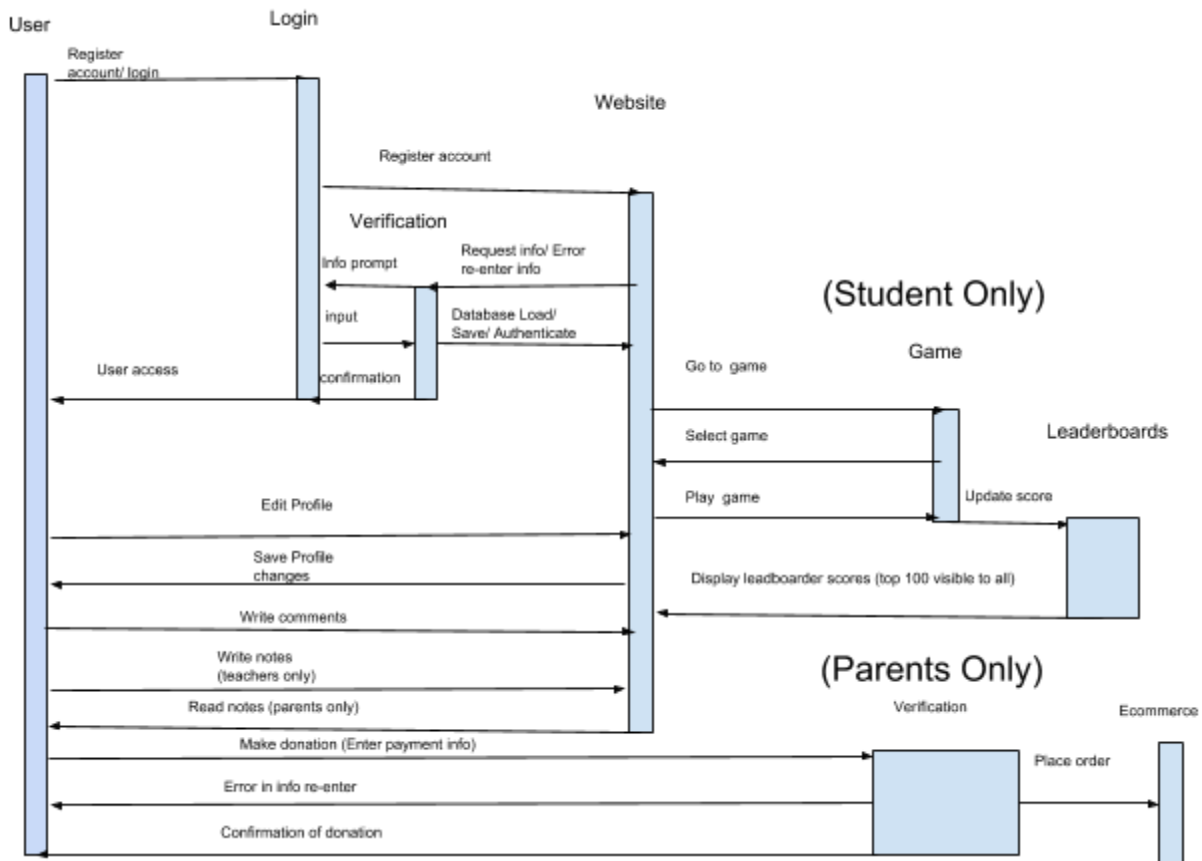 User
Login
Register
account/ login
Website
Register account
Verification
Request info/ Error
re-enter info
Info prompt
(Student Only)
input
Database Load/
Save/ Authenticate
Game
User access
confirmation
Go to game
Select game
Leaderboards
Play game
Update score
Edit Profile
Save Profile
changes
Display leadboarder scores (top 100 visible to all)
Write comments
Write notes
(teachers only)
(Parents Only)
Read notes (parents only)
Verification
Ecommerce
Make donation (Enter payment info)
Place order
Error in info re-enter
Confirmation of donation